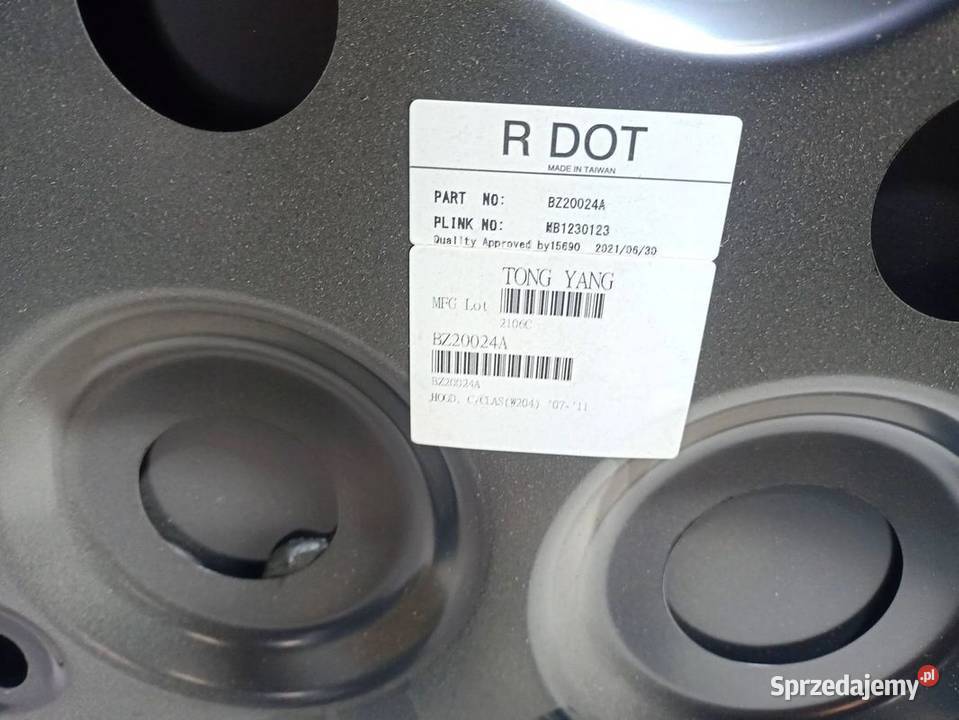 R DOT
MADE IN TAIWAN
PART NO: BZ20024A
PLINK NO: MB1230123
Quality Approved by15690 2021/06/30
TONG YANG
MFG Lot
2106C
BZ20024A
BZ20024A
HOOD, C/CLAS(W204) '07-'11
Sprzedajemy.pl